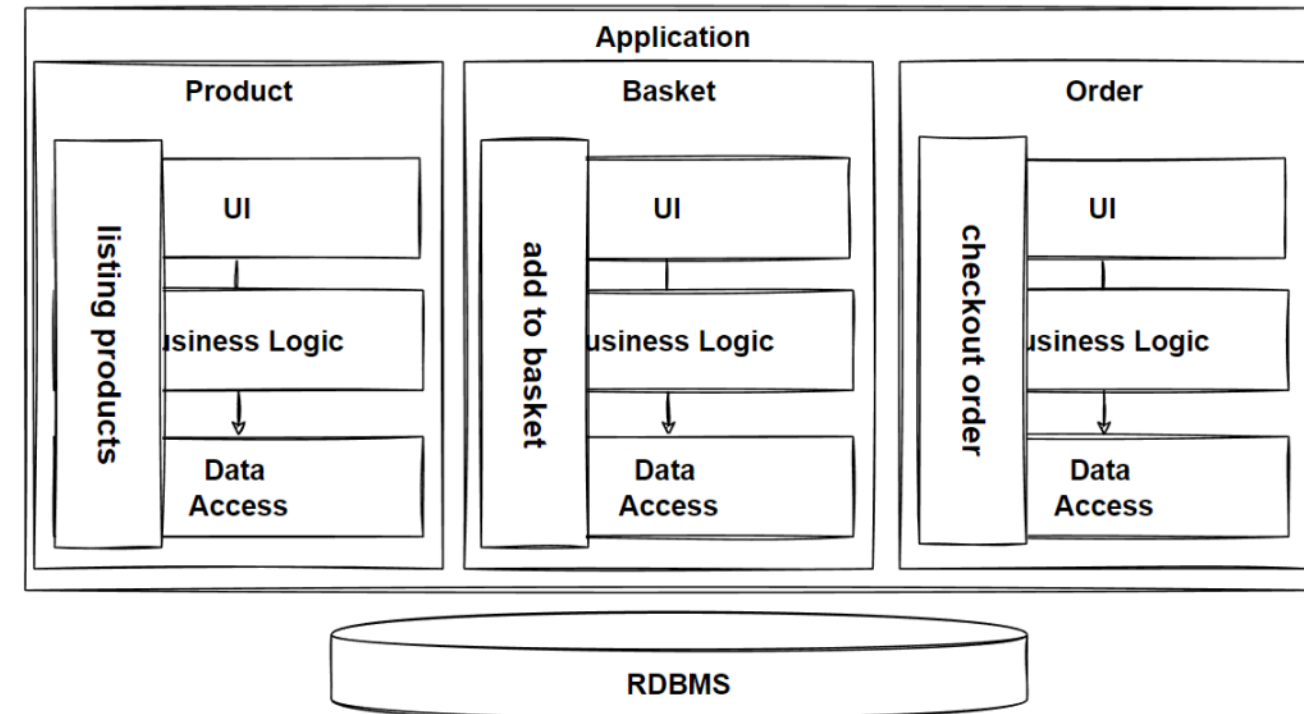 Application
Product
Basket
Order
listing products
UI
usiness Logic
Data
Access
add to basket
UI
usiness Logic
Data
Access
checkout order
UI
usiness Logic
Data
Access
RDBMS